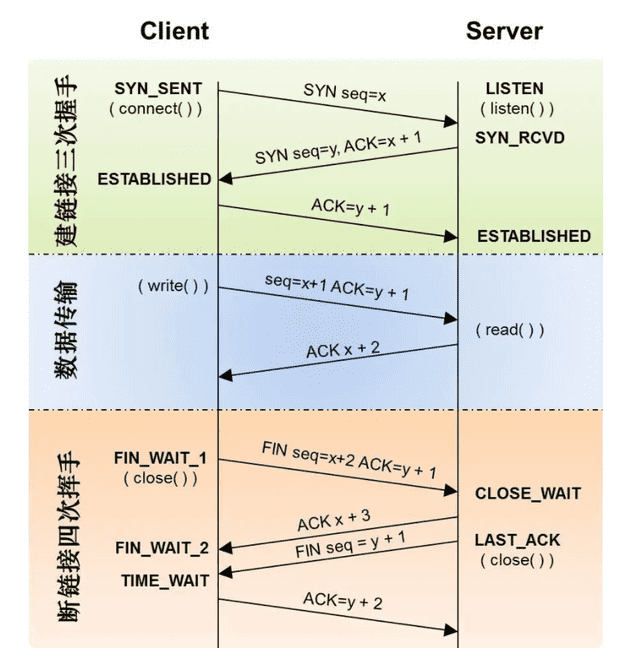 Client
Server
建链接三次握手
SYN_SENT
( connect( ) )
SYN seq=x
LISTEN
( listen( ) )
SYN_RCVD
SYN seq=y, ACK=x + 1
ESTABLISHED
ACK=y + 1
ESTABLISHED
数据传输
( write( ) )
seq=x+1 ACK=y + 1
( read( ) )
ACK x + 2
断链接四次挥手
FIN_WAIT_1
( close( ) )
FIN seq=x+2 ACK=y + 1
CLOSE_WAIT
ACK x + 3
FIN_WAIT_2
FIN seq = y + 1
LAST_ACK
( close( ) )
TIME_WAIT
ACK=y + 2